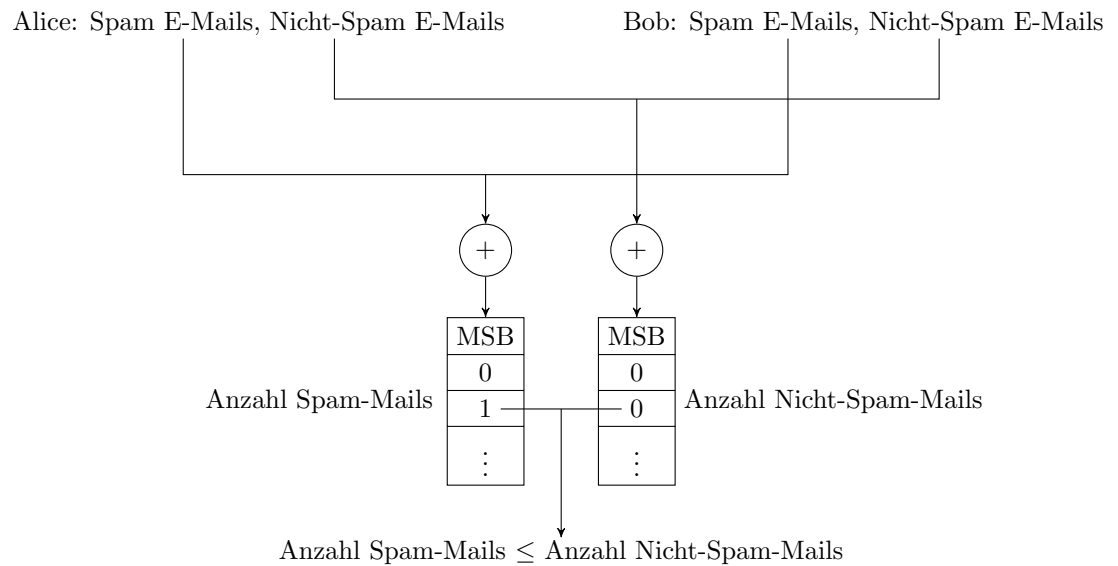 Alice: Spam E-Mails, Nicht-Spam E-Mails
Bob: Spam E-Mails, Nicht-Spam E-Mails
+ +
MSB MSB
0 0
Anzahl Spam-Mails 1 0 Anzahl Nicht-Spam-Mails
⋮ ⋮
Anzahl Spam-Mails ≤ Anzahl Nicht-Spam-Mails